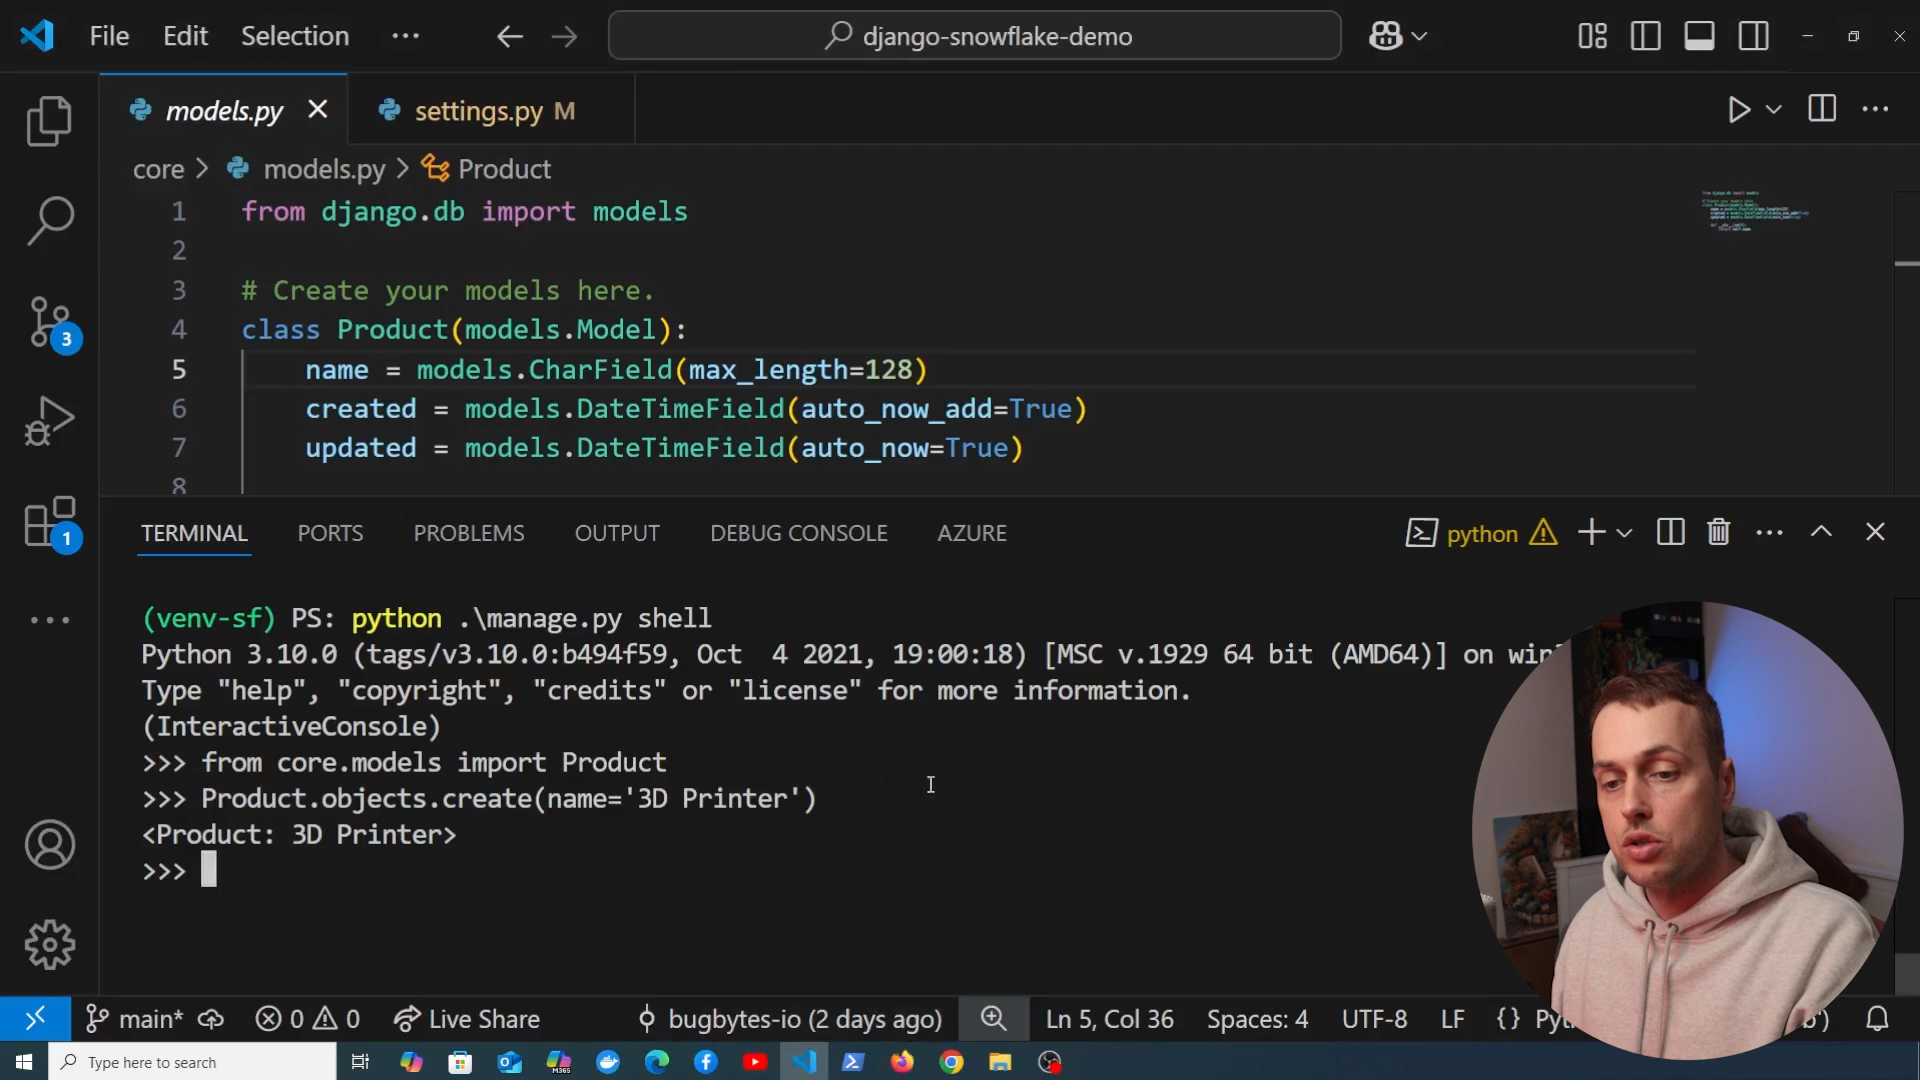 File Edit Selection ··· django-snowflake-demo
models.py settings.py M
core > models.py > Product
1 from django.db import models
2
3 # Create your models here.
4 class Product(models.Model):
5 name = models.CharField(max_length=128)
6 created = models.DateTimeField(auto_now_add=True)
7 updated = models.DateTimeField(auto_now=True)
8
3
1
TERMINAL PORTS PROBLEMS OUTPUT DEBUG CONSOLE AZURE python
(venv-sf) PS: python .\manage.py shell
Python 3.10.0 (tags/v3.10.0:b494f59, Oct  4 2021, 19:00:18) [MSC v.1929 64 bit (AMD64)] on
Type "help", "copyright", "credits" or "license" for more information.
(InteractiveConsole)
>>> from core.models import Product
>>> Product.objects.create(name='3D Printer')
<Product: 3D Printer>
>>>
main* 0 0 Live Share bugbytes-io (2 days ago) Ln 5, Col 36 Spaces: 4 UTF-8 LF {}
Type here to search